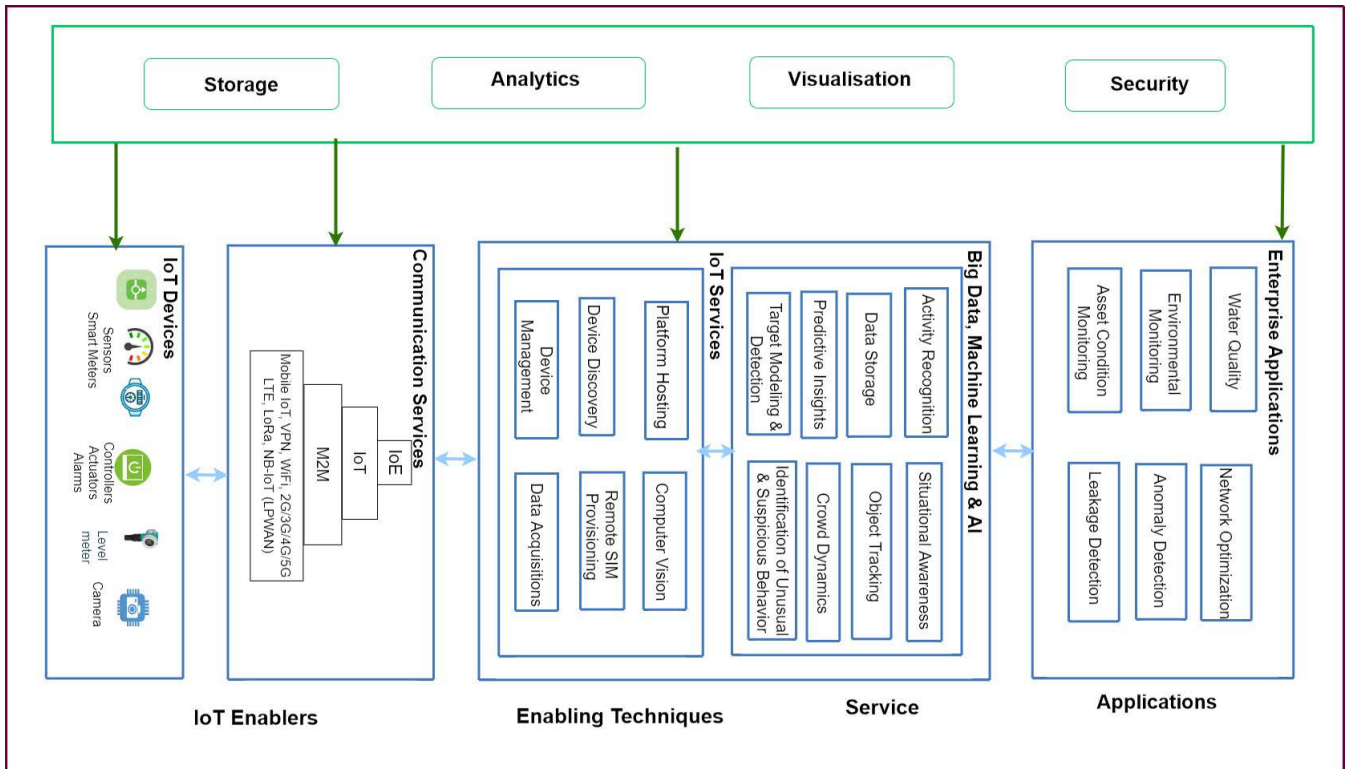 Storage
Analytics
Visualisation
Security
IoT Devices
Sensors
Smart Meters
Controllers
Actuators
Alarms
Level
meter
Camera
Communication Services
IoE
IoT
M2M
Mobile IoT, VPN, WiFi, 2G/3G/4G/5G
LTE, LoRa, NB-IoT (LPWAN)
IoT Services
Platform Hosting
Device Discovery
Device
Management
Computer Vision
Remote SIM
Provisioning
Data Acquisitions
Big Data, Machine Learning & AI
Activity Recognition
Data Storage
Predictive Insights
Target Modeling &
Detection
Situational Awareness
Object Tracking
Crowd Dynamics
Identification of Unusual
& Suspicious Behavior
Enterprise Applications
Water Quality
Environmental
Monitoring
Asset Condition
Monitoring
Network Optimization
Anomaly Detection
Leakage Detection
IoT Enablers
Enabling Techniques
Service
Applications